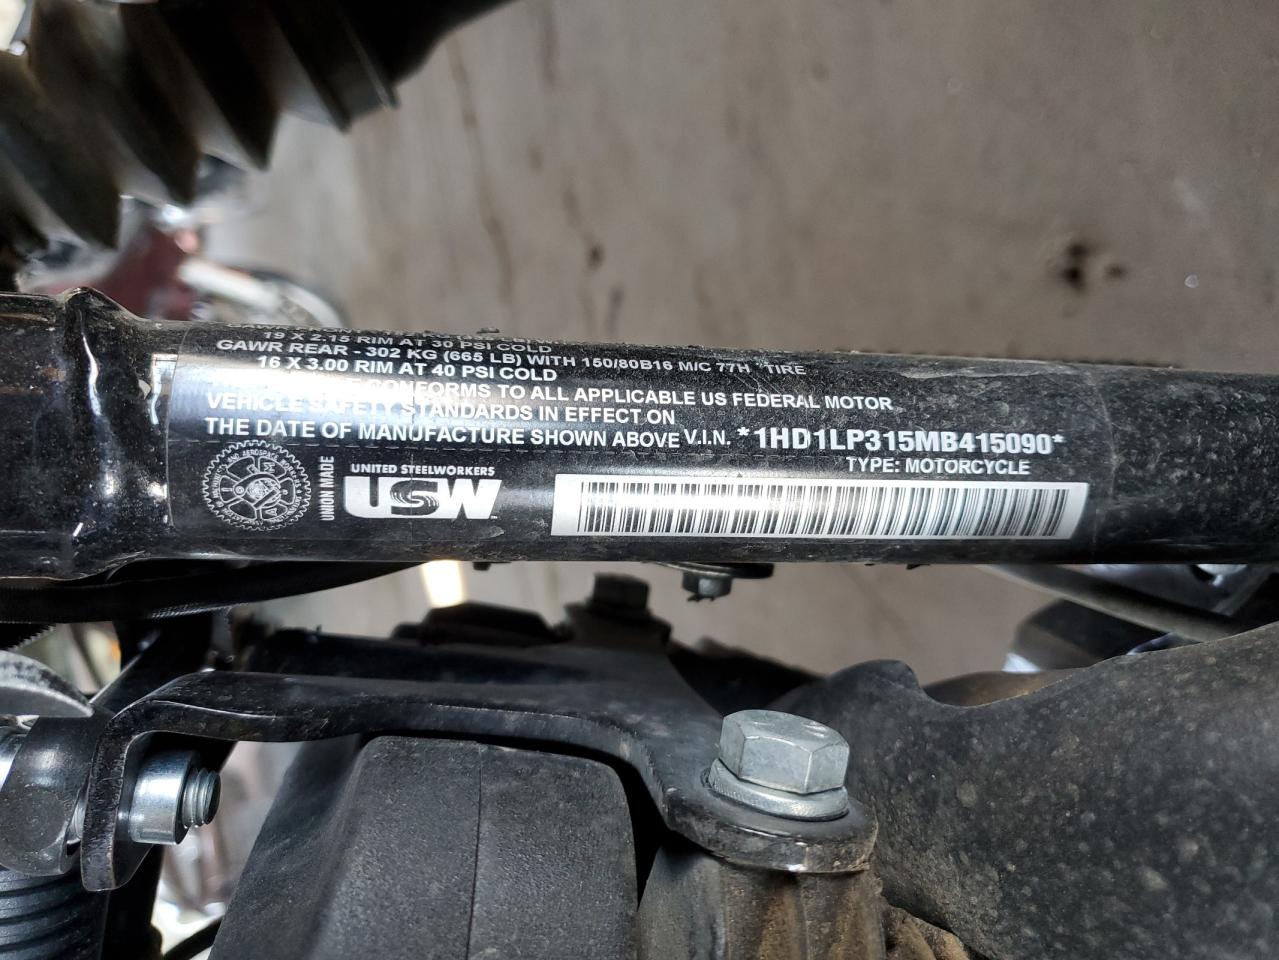 19 X 2.15 RIM AT 30 PSI COLD
GAWR REAR - 302 KG (665 LB) WITH 150/80B16 M/C 77H TIRE
16 X 3.00 RIM AT 40 PSI COLD
CONFORMS TO ALL APPLICABLE US FEDERAL MOTOR
VEHICLE SAFETY STANDARDS IN EFFECT ON
THE DATE OF MANUFACTURE SHOWN ABOVE V.I.N. *1HD1LP315MB415090*
TYPE: MOTORCYCLE
UNION MADE
UNITED STEELWORKERS
USW